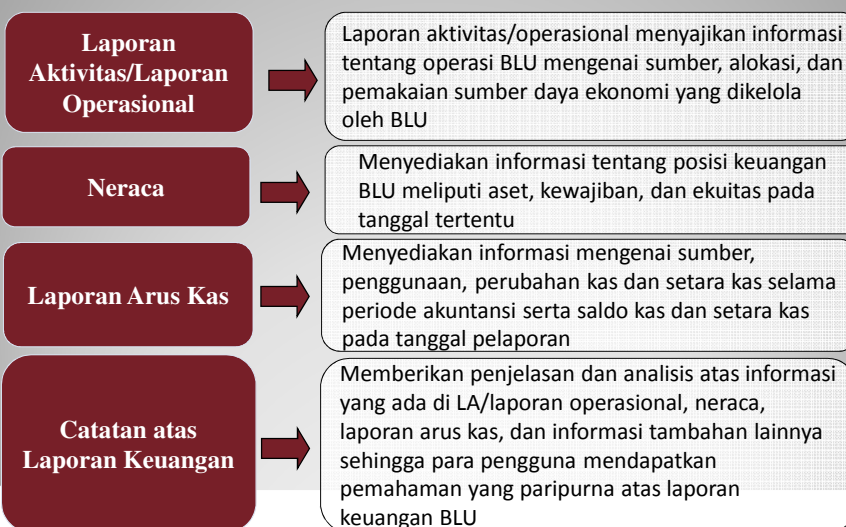 Laporan
Aktivitas/Laporan
Operasional
Laporan aktivitas/operasional menyajikan informasi
tentang operasi BLU mengenai sumber, alokasi, dan
pemakaian sumber daya ekonomi yang dikelola
oleh BLU
Neraca
Menyediakan informasi tentang posisi keuangan
BLU meliputi aset, kewajiban, dan ekuitas pada
tanggal tertentu
Laporan Arus Kas
Menyediakan informasi mengenai sumber,
penggunaan, perubahan kas dan setara kas selama
periode akuntansi serta saldo kas dan setara kas
pada tanggal pelaporan
Catatan atas
Laporan Keuangan
Memberikan penjelasan dan analisis atas informasi
yang ada di LA/laporan operasional, neraca,
laporan arus kas, dan informasi tambahan lainnya
sehingga para pengguna mendapatkan
pemahaman yang paripurna atas laporan
keuangan BLU